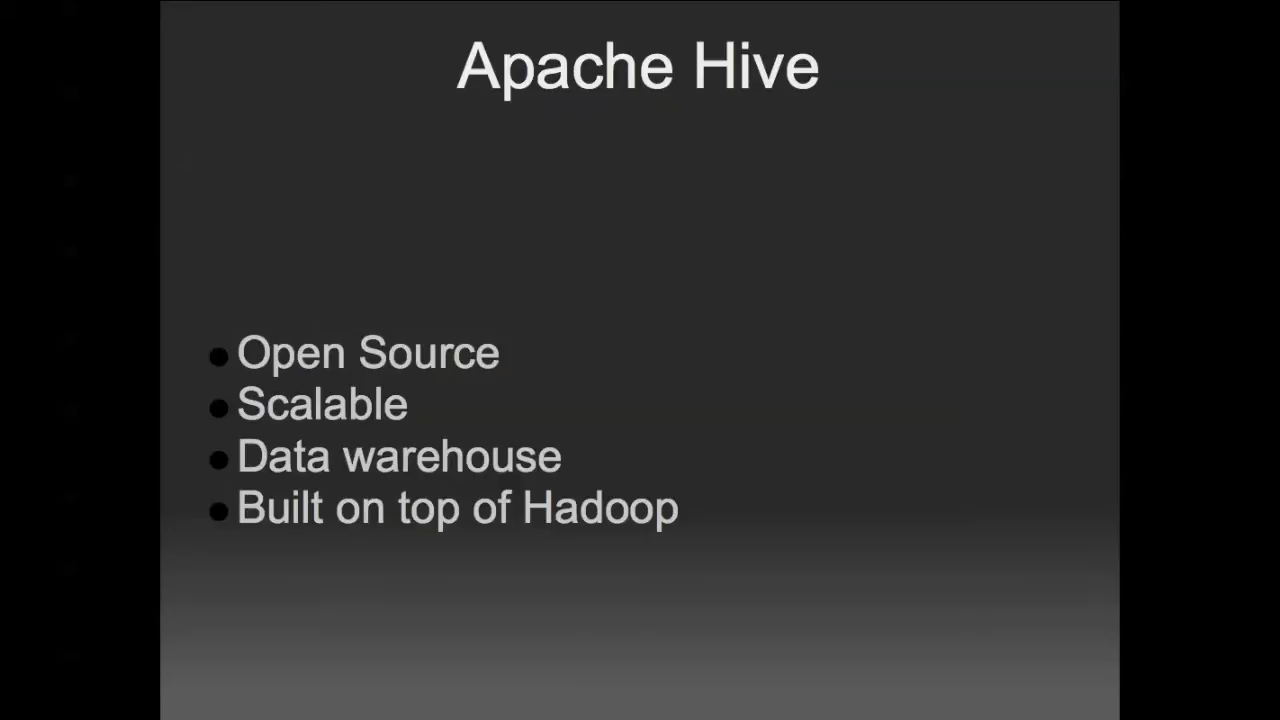 Apache Hive
● Open Source
● Scalable
● Data warehouse
● Built on top of Hadoop